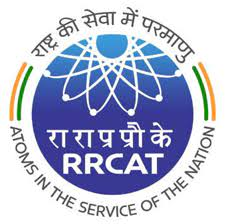 राष्ट्र की सेवा में परमाणु
रा रा प्र प्रौ के
RRCAT
ATOMS IN THE SERVICE OF THE NATION